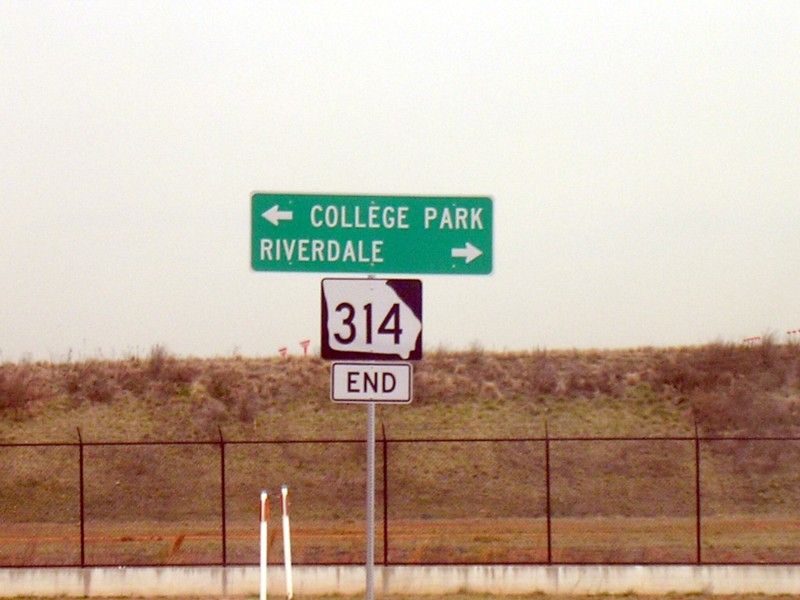 ← COLLEGE PARK
RIVERDALE →
314
END